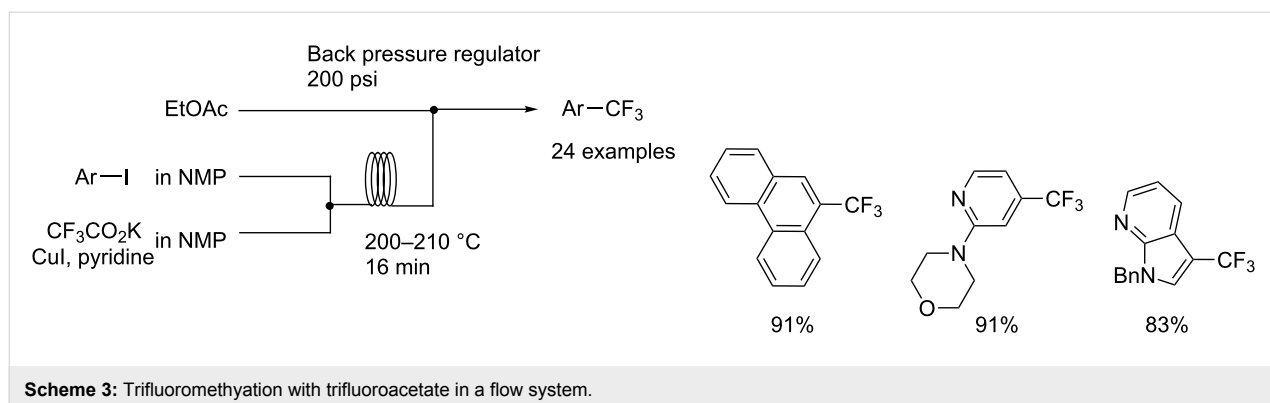 Back pressure regulator
200 psi
EtOAc
Ar–CF3
24 examples
Ar–I in NMP
CF3CO2K
CuI, pyridine
in NMP
200–210 °C
16 min
CF3
91%
N
CF3
N
O
91%
N
N
Bn
CF3
83%
Scheme 3: Trifluoromethyation with trifluoroacetate in a flow system.